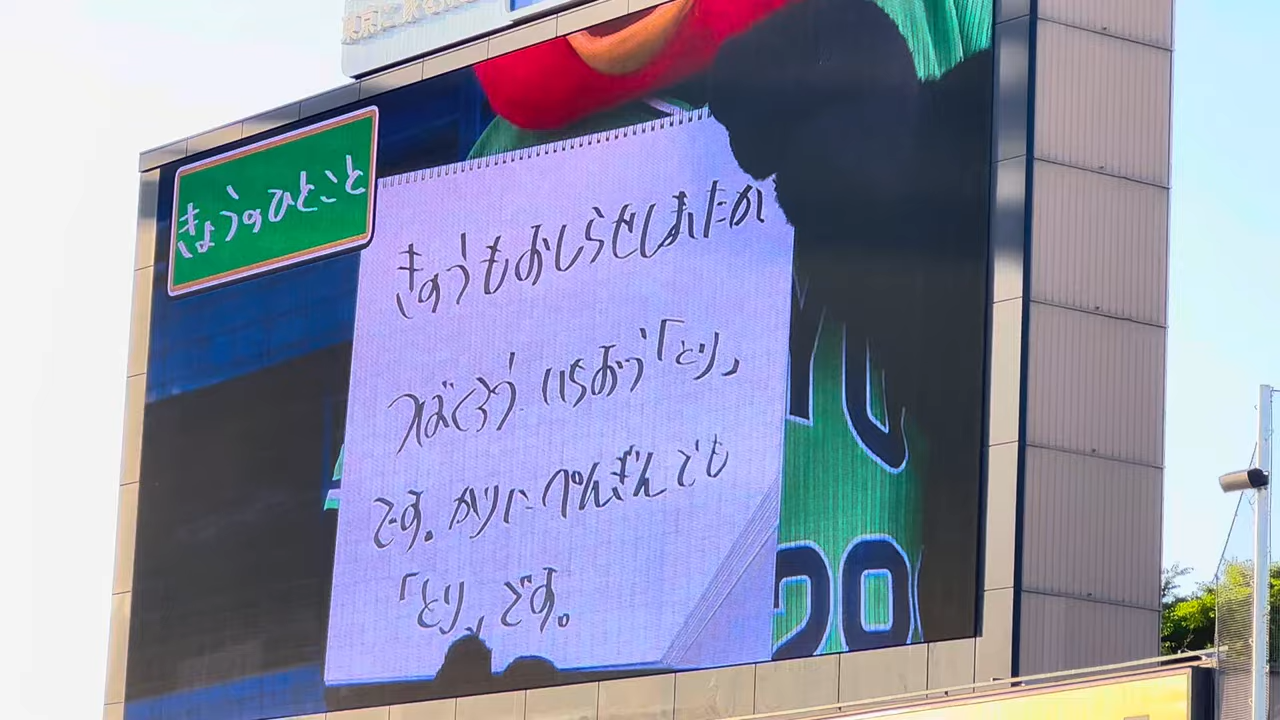 きょうのひとこと
きのうもおしらせしましたが
つばくろう いちおう「とり」
です。かりにぺんぎんでも
「とり」です。